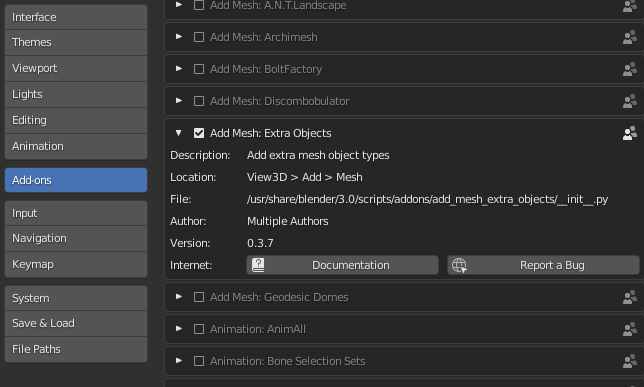 Interface
Themes
Viewport
Lights
Editing
Animation
Add-ons
Input
Navigation
Keymap
System
Save & Load
File Paths
Add Mesh: A.N.T.Landscape
Add Mesh: Archimesh
Add Mesh: BoltFactory
Add Mesh: Discombobulator
Add Mesh: Extra Objects
Description: Add extra mesh object types
Location: View3D > Add > Mesh
File: /usr/share/blender/3.0/scripts/addons/add_mesh_extra_objects/__init__.py
Author: Multiple Authors
Version: 0.3.7
Internet: Documentation Report a Bug
Add Mesh: Geodesic Domes
Animation: AnimAll
Animation: Bone Selection Sets